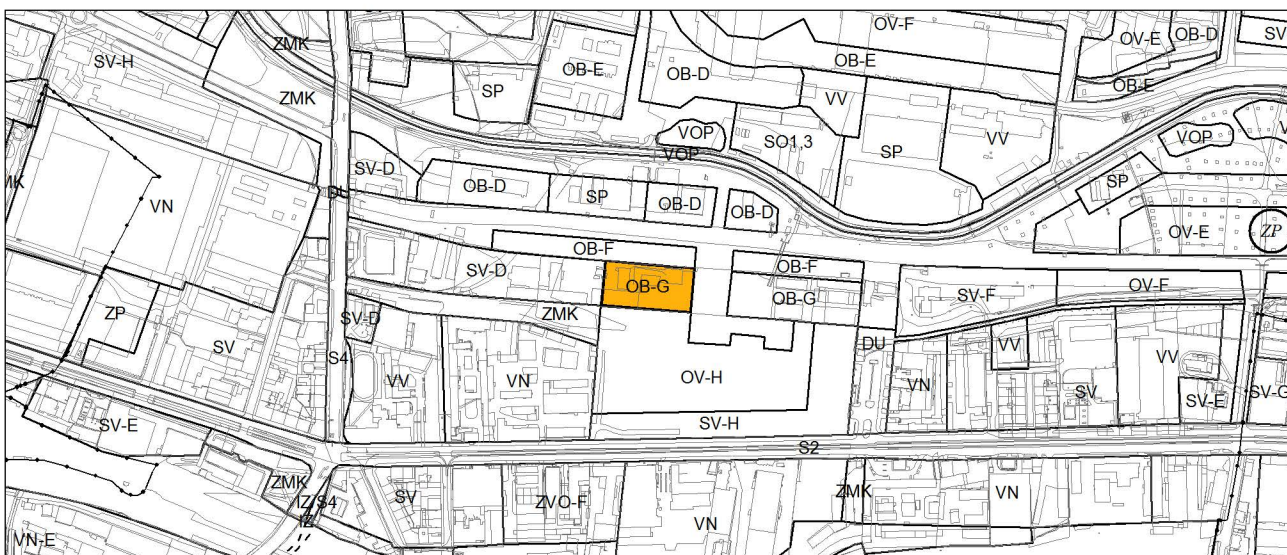 ZMK
OV-F
OV-E
OB-D
SV
SV-H
OB-E
OB-D
OB-E
OB-E
SP
ZMK
VV
VOP
SO1,3
VV
VOP
VOP
SP
SV-D
OB-D
SP
OB-D
OB-D
SP
DU
VN
OV-E
ZP
OB-F
OB-F
SV-D
OB-G
OB-G
SV-F
OV-F
ZP
SV-D
ZMK
SV
S4
DU
VV
VV
VV
VN
OV-H
VN
SV
SV-E
SV-G
SV-E
SV-H
S2
ZMK
SV
ZVO-F
VN
ZMK
VN
IZ/S4
IZ
VN-E